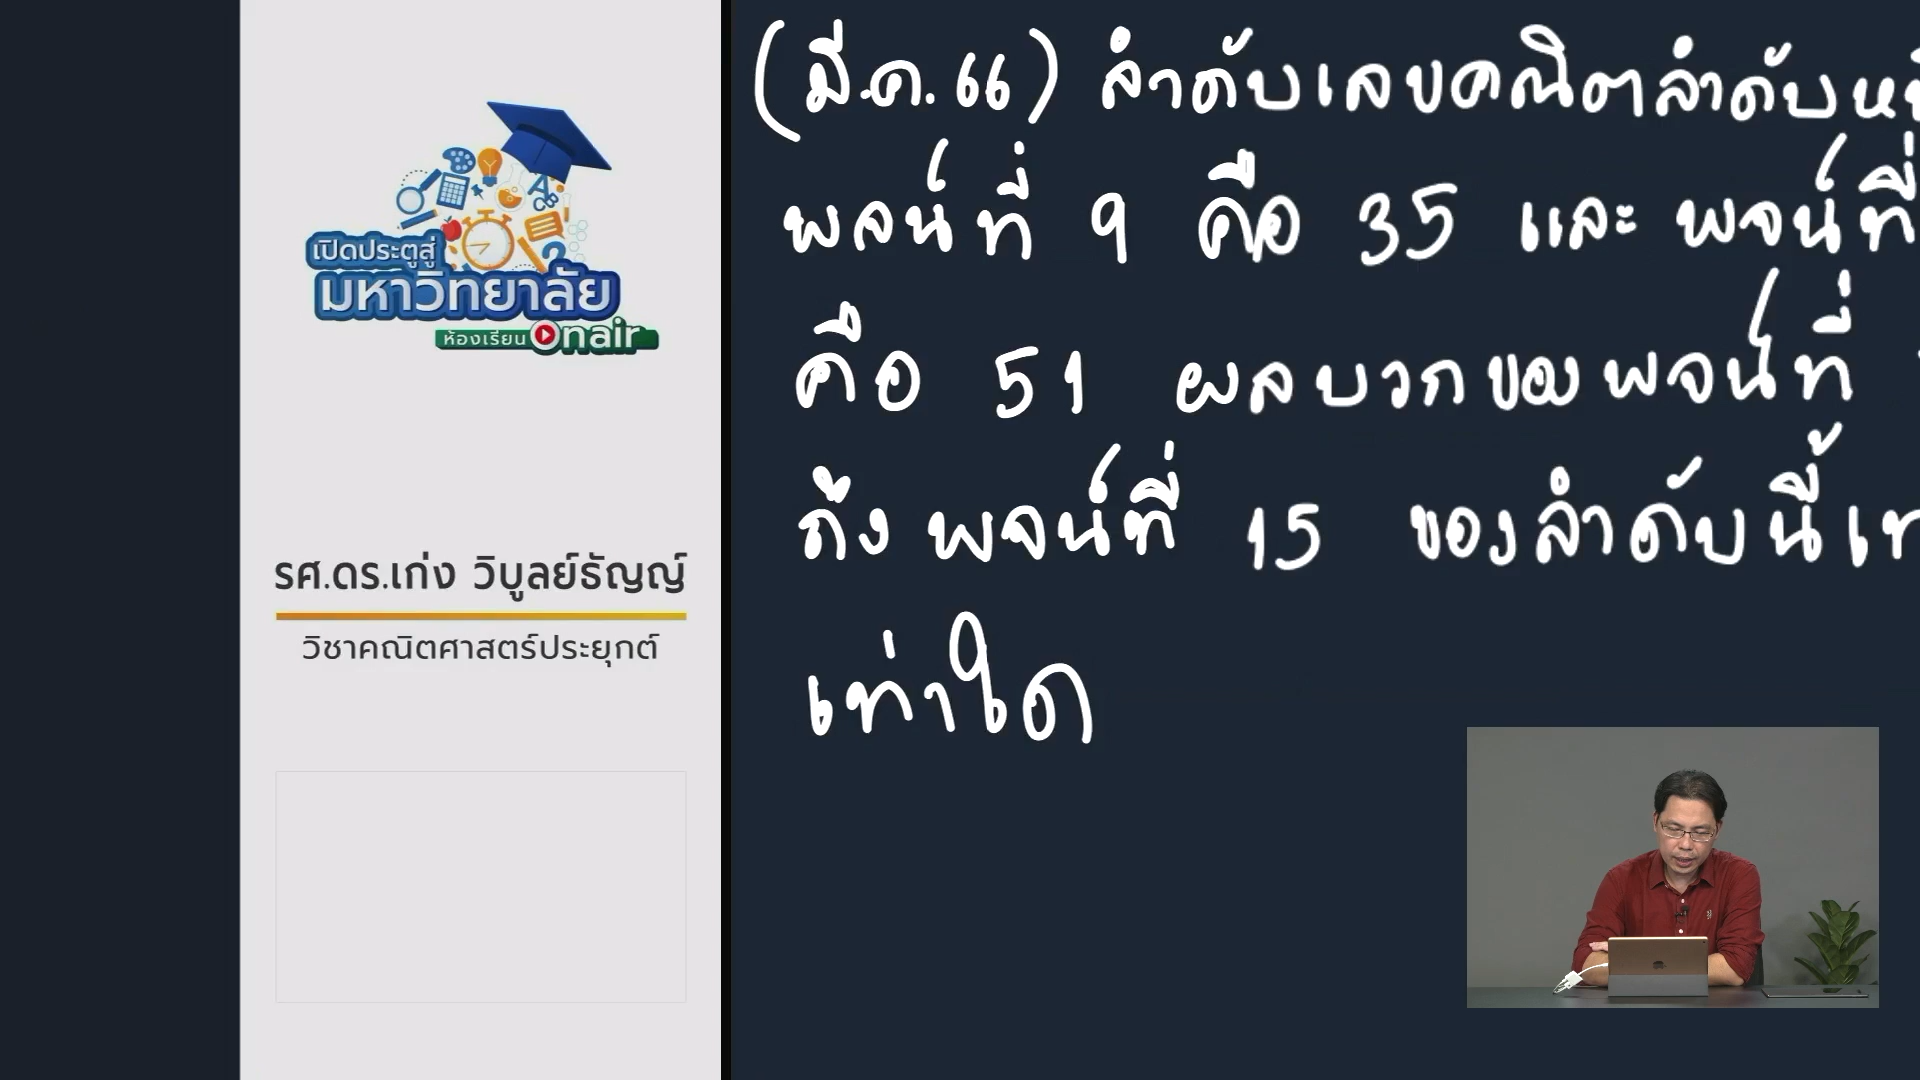 เปิดประตูสู่
มหาวิทยาลัย
ห้องเรียน Onair
รศ.ดร.เก่ง วิบูลย์ธัญญ์
วิชาคณิตศาสตร์ประยุกต์
(มี.ค. 66) ลำดับเลขคณิตลำดับ
พจน์ที่ 9 คือ 35 และ พจน์ที่
คือ 51 ผลบวกของพจน์ที่
ถึง พจน์ที่ 15 ของลำดับนี้
เท่าใด